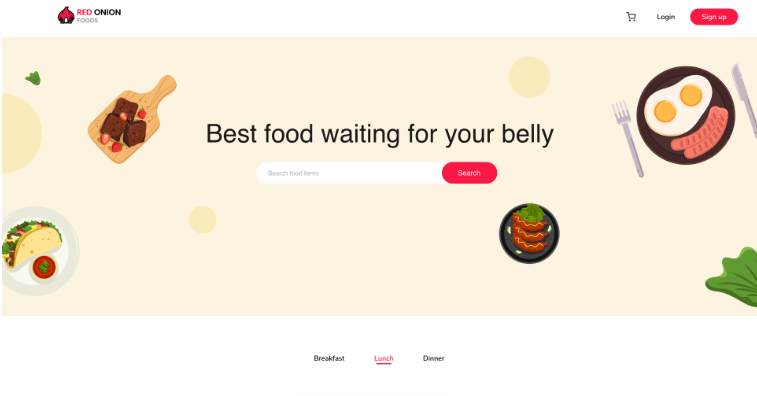 RED ONION
FOODS
Login
Sign up
Best food waiting for your belly
Search food items
Search
Breakfast
Lunch
Dinner